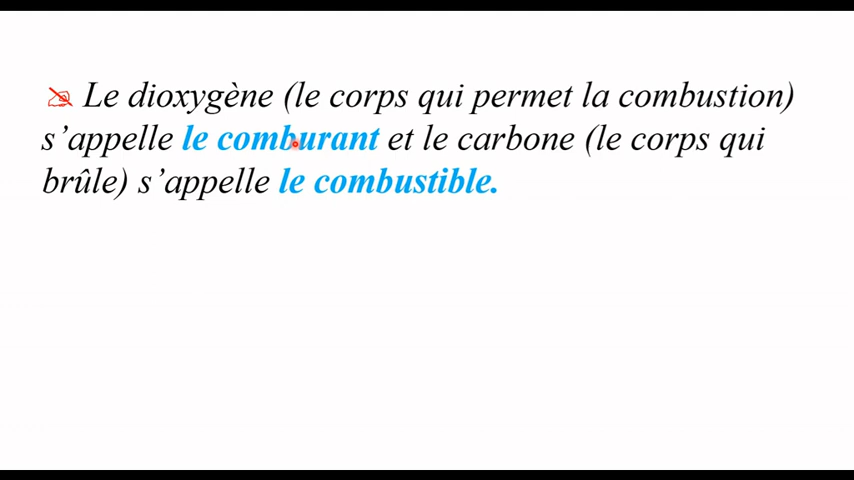 Le dioxygène (le corps qui permet la combustion)
s’appelle le comburant et le carbone (le corps qui
brûle) s’appelle le combustible.